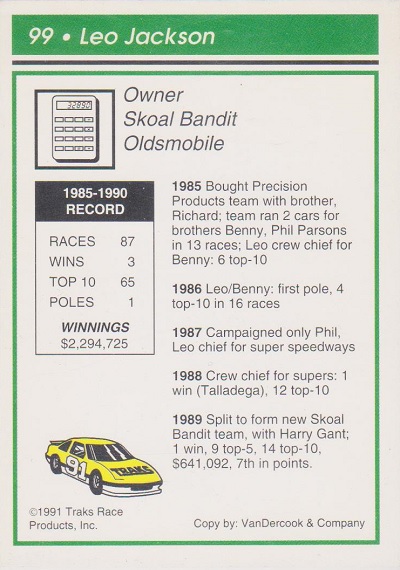 99 • Leo Jackson
32890
Owner
Skoal Bandit
Oldsmobile
1985-1990
RECORD
RACES 87
WINS 3
TOP 10 65
POLES 1
WINNINGS
$2,294,725
1985 Bought Precision
Products team with brother,
Richard; team ran 2 cars for
brothers Benny, Phil Parsons
in 13 races; Leo crew chief for
Benny: 6 top-10
1986 Leo/Benny: first pole, 4
top-10 in 16 races
1987 Campaigned only Phil,
Leo chief for super speedways
1988 Crew chief for supers: 1
win (Talladega), 12 top-10
1989 Split to form new Skoal
Bandit team, with Harry Gant;
1 win, 9 top-5, 14 top-10,
$641,092, 7th in points.
91
TRAKS
©1991 Traks Race
Products, Inc.
Copy by: VanDercook & Company